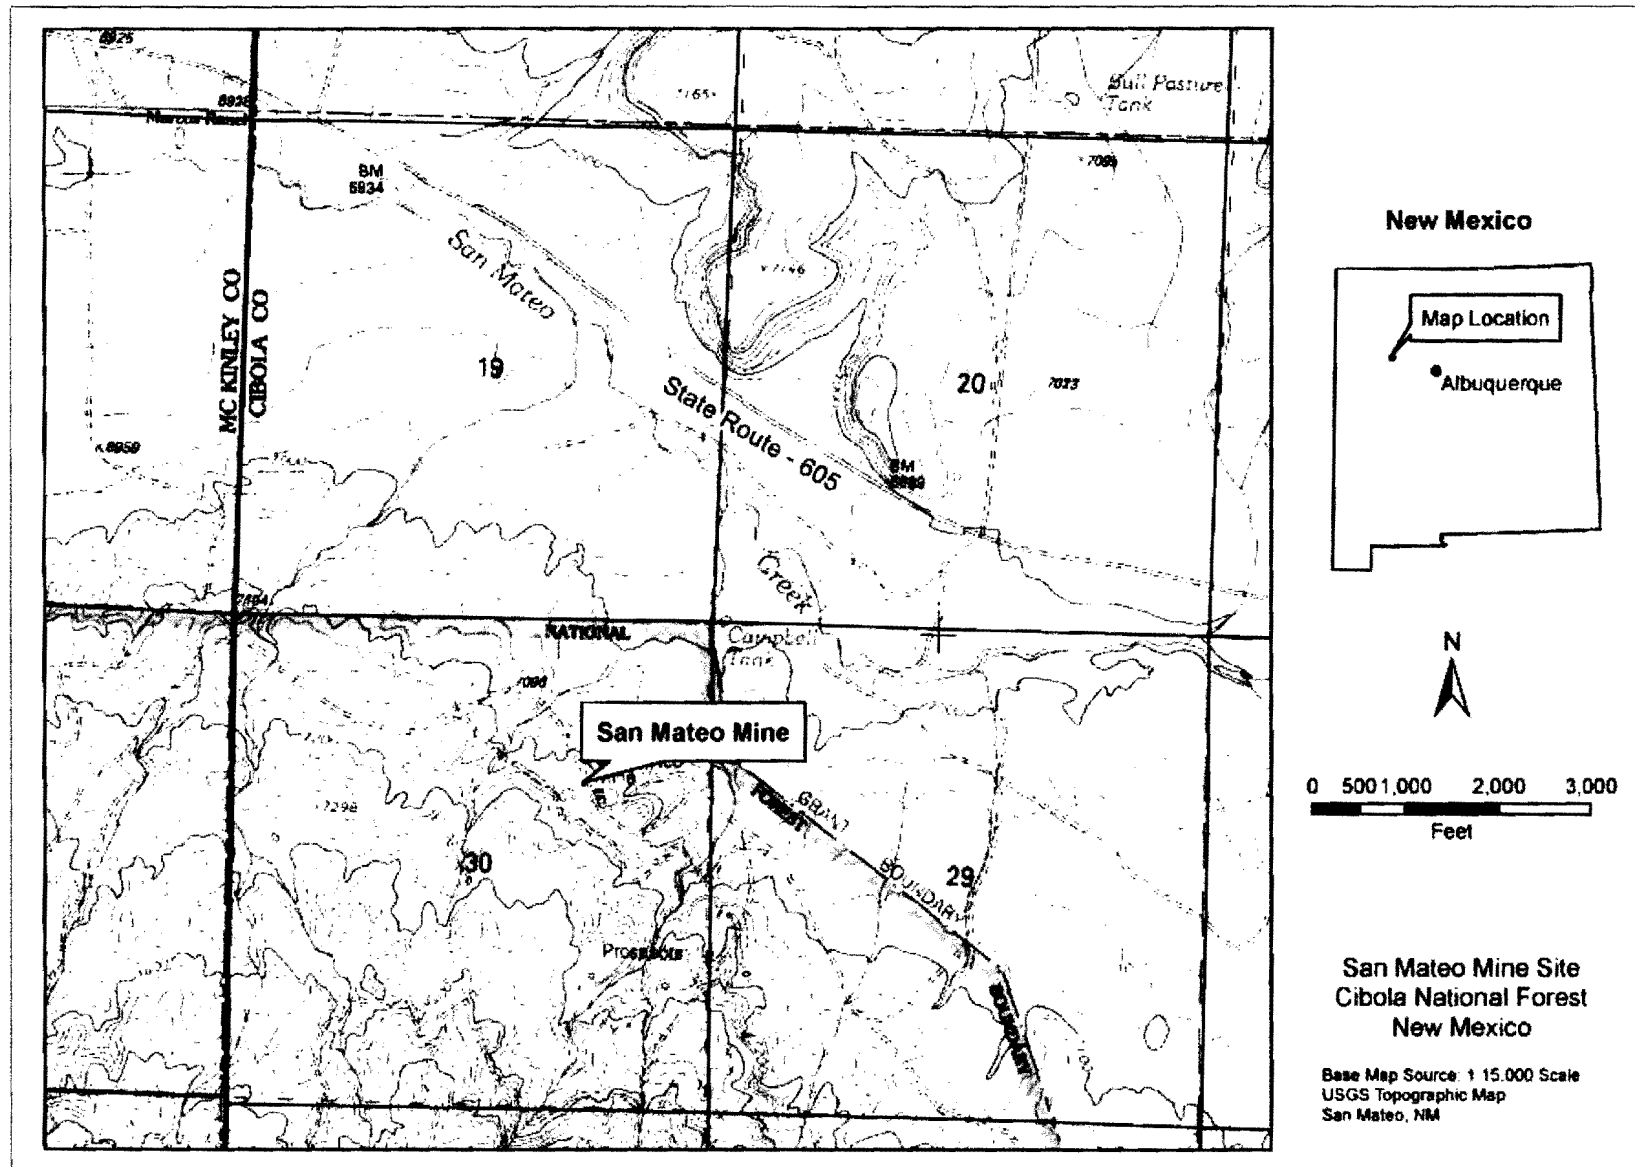 Bull Pasture
Tank
BM
San Mateo
New Mexico
Map Location
Albuquerque
MC KINLEY CO
CIBOLA CO
19
20
7033
State Route - 605
BM
Creek
NATIONAL
Campbell
Tank
7098
San Mateo Mine
N
0 500 1,000 2,000 3,000
Feet
7298
FOREST
GRANT
BOUNDARY
30
29
BOUNDARY
San Mateo Mine Site
Cibola National Forest
New Mexico
Base Map Source: 1 15.000 Scale
USGS Topographic Map
San Mateo, NM